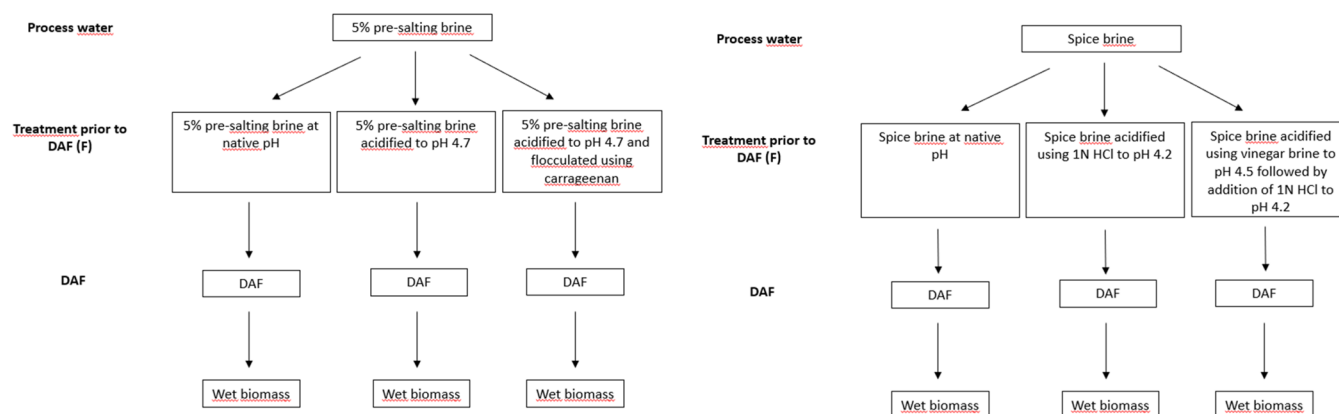 Process water
5% pre-salting brine
Treatment prior to
DAF (F)
5% pre-salting brine at
native pH
5% pre-salting brine
acidified to pH 4.7
5% pre-salting brine
acidified to pH 4.7 and
flocculated using
carrageenan
DAF
DAF
DAF
DAF
Wet biomass
Wet biomass
Wet biomass
Process water
Spice brine
Treatment prior to
DAF (F)
Spice brine at native
pH
Spice brine acidified
using 1N HCl to pH 4.2
Spice brine acidified
using vinegar brine to
pH 4.5 followed by
addition of 1N HCl to
pH 4.2
DAF
DAF
DAF
DAF
Wet biomass
Wet biomass
Wet biomass